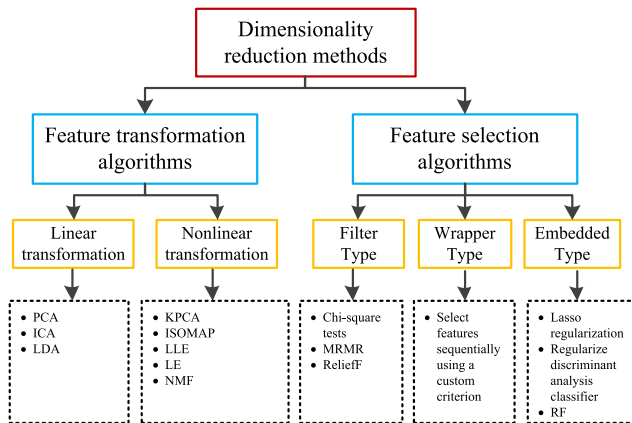 Dimensionality
reduction methods
Feature transformation
algorithms
Feature selection
algorithms
Linear
transformation
Nonlinear
transformation
Filter
Type
Wrapper
Type
Embedded
Type
• PCA
• ICA
• LDA
• KPCA
• ISOMAP
• LLE
• LE
• NMF
• Chi-square
tests
• MRMR
• ReliefF
• Select
features
sequentially
using a
custom
criterion
• Lasso
regularization
• Regularize
discriminant
analysis
classifier
• RF